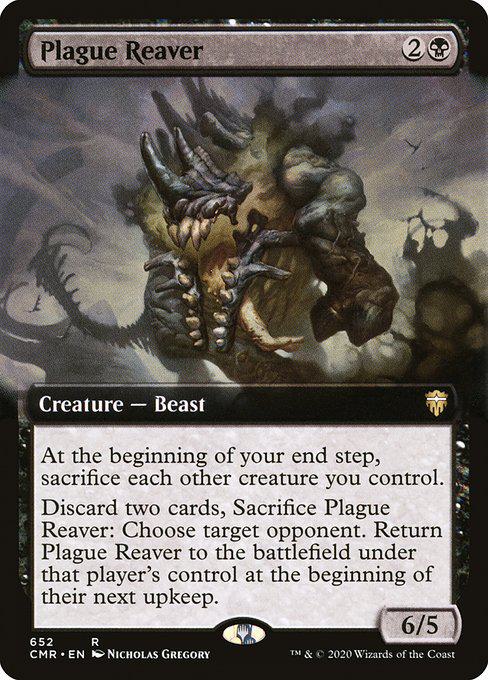 Plague Reaver 2
Creature — Beast
At the beginning of your end step,
sacrifice each other creature you control.
Discard two cards, Sacrifice Plague
Reaver: Choose target opponent. Return
Plague Reaver to the battlefield under
that player's control at the beginning of
their next upkeep.
6/5
652 R
CMR • EN Nicholas Gregory ™ & © 2020 Wizards of the Coast